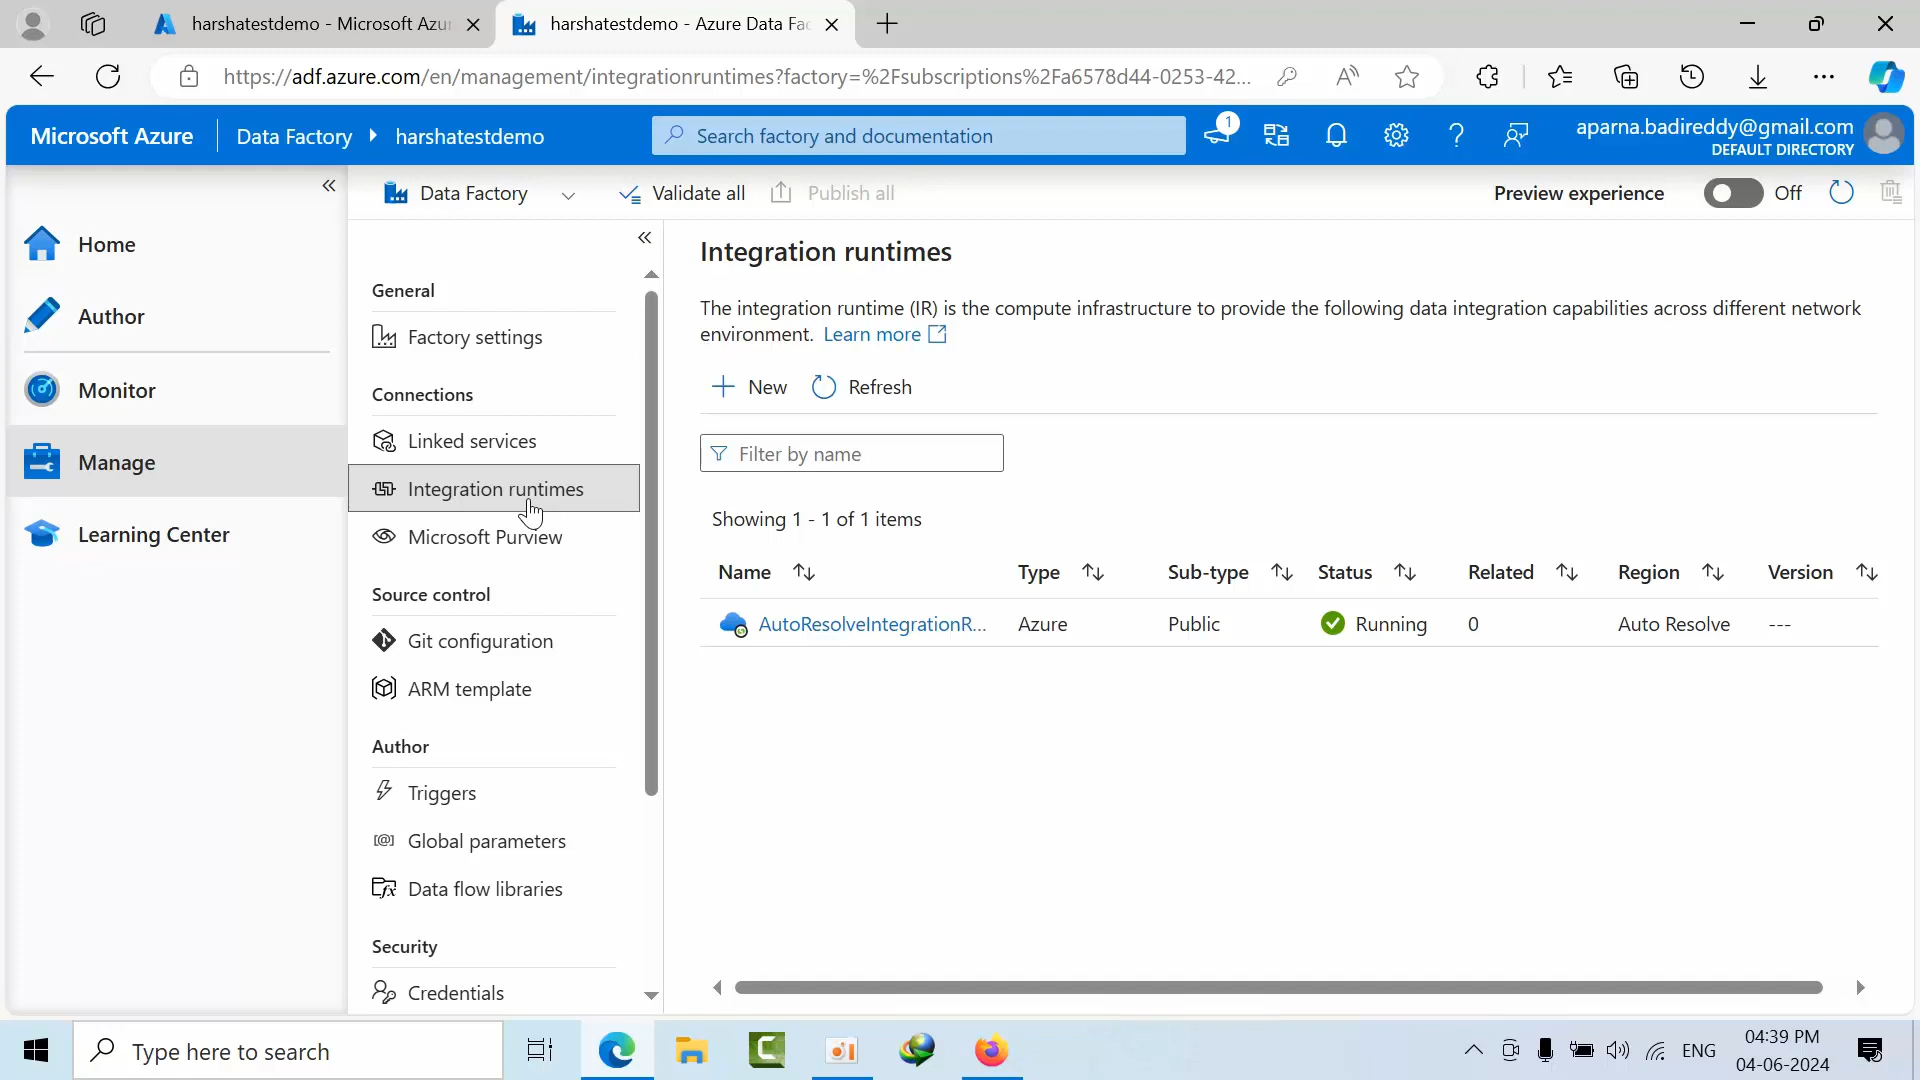 harshatestdemo - Microsoft Azu
harshatestdemo - Azure Data Fac
https://adf.azure.com/en/management/integrationruntimes?factory=%2Fsubscriptions%2Fa6578d44-0253-42...
Microsoft Azure
Data Factory
harshatestdemo
Search factory and documentation
1
aparna.badireddy@gmail.com
DEFAULT DIRECTORY
Home
Author
Monitor
Manage
Learning Center
Data Factory
Validate all
Publish all
Preview experience
Off
General
Factory settings
Connections
Linked services
Integration runtimes
Microsoft Purview
Source control
Git configuration
ARM template
Author
Triggers
Global parameters
Data flow libraries
Security
Credentials
Integration runtimes
The integration runtime (IR) is the compute infrastructure to provide the following data integration capabilities across different network
environment. Learn more
New
Refresh
Filter by name
Showing 1 - 1 of 1 items
Name Type Sub-type Status Related Region Version
AutoResolveIntegrationR... Azure Public Running 0 Auto Resolve ---
Type here to search
ENG
04:39 PM
04-06-2024